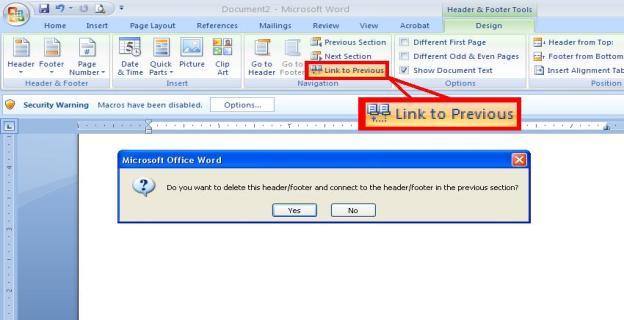 Document2 - Microsoft Word
Header & Footer Tools
Home Insert Page Layout References Mailings Review View Acrobat Design
Header Footer Page Number
Header & Footer
Date & Time Quick Parts Picture Clip Art
Insert
Go to Header Go to Footer
Previous Section
Next Section
Link to Previous
Navigation
Different First Page
Different Odd & Even Pages
Show Document Text
Options
Header from Top:
Footer from Bottom
Insert Alignment Tab
Position
Security Warning Macros have been disabled. Options...
Link to Previous
Microsoft Office Word
Do you want to delete this header/footer and connect to the header/footer in the previous section?
Yes No